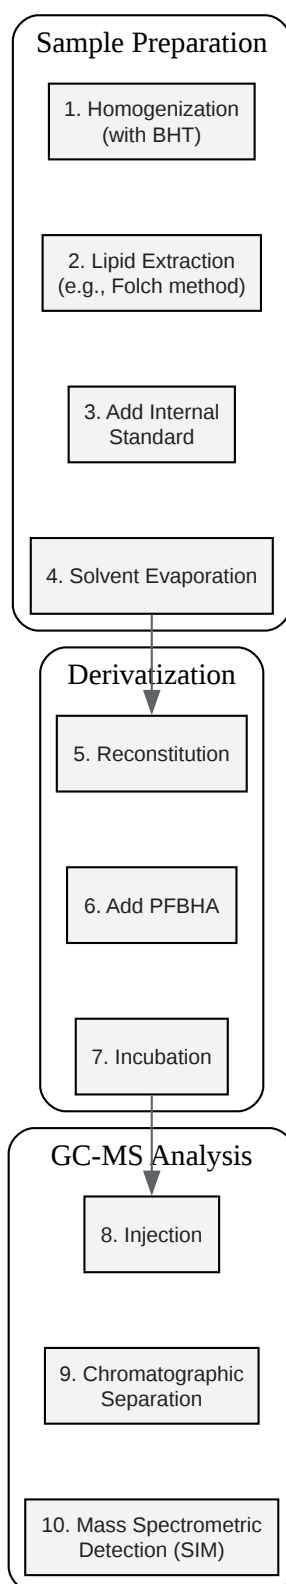 Sample Preparation
1. Homogenization
(with BHT)
2. Lipid Extraction
(e.g., Folch method)
3. Add Internal
Standard
4. Solvent Evaporation
Derivatization
5. Reconstitution
6. Add PFBHA
7. Incubation
GC-MS Analysis
8. Injection
9. Chromatographic
Separation
10. Mass Spectrometric
Detection (SIM)